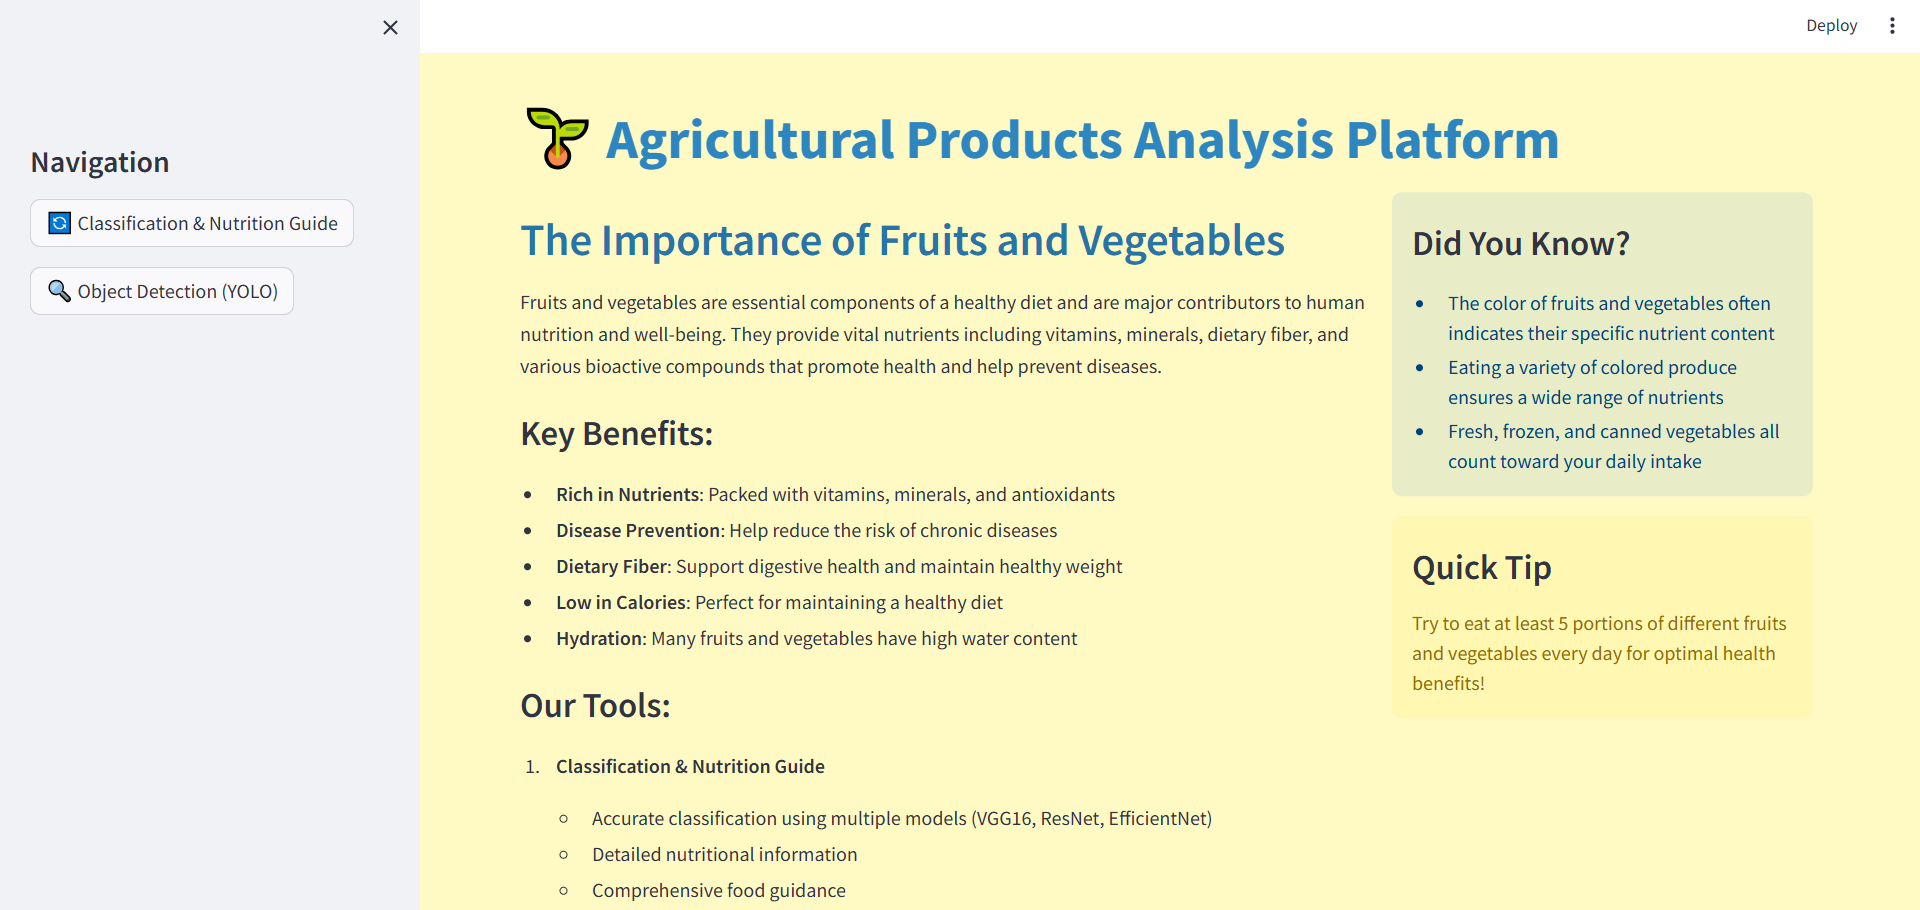 Deploy
Navigation
Classification & Nutrition Guide
Object Detection (YOLO)
Agricultural Products Analysis Platform
The Importance of Fruits and Vegetables
Fruits and vegetables are essential components of a healthy diet and are major contributors to human
nutrition and well-being. They provide vital nutrients including vitamins, minerals, dietary fiber, and
various bioactive compounds that promote health and help prevent diseases.
Key Benefits:
• Rich in Nutrients: Packed with vitamins, minerals, and antioxidants
• Disease Prevention: Help reduce the risk of chronic diseases
• Dietary Fiber: Support digestive health and maintain healthy weight
• Low in Calories: Perfect for maintaining a healthy diet
• Hydration: Many fruits and vegetables have high water content
Our Tools:
1. Classification & Nutrition Guide
○ Accurate classification using multiple models (VGG16, ResNet, EfficientNet)
○ Detailed nutritional information
○ Comprehensive food guidance
Did You Know?
• The color of fruits and vegetables often
indicates their specific nutrient content
• Eating a variety of colored produce
ensures a wide range of nutrients
• Fresh, frozen, and canned vegetables all
count toward your daily intake
Quick Tip
Try to eat at least 5 portions of different fruits
and vegetables every day for optimal health
benefits!